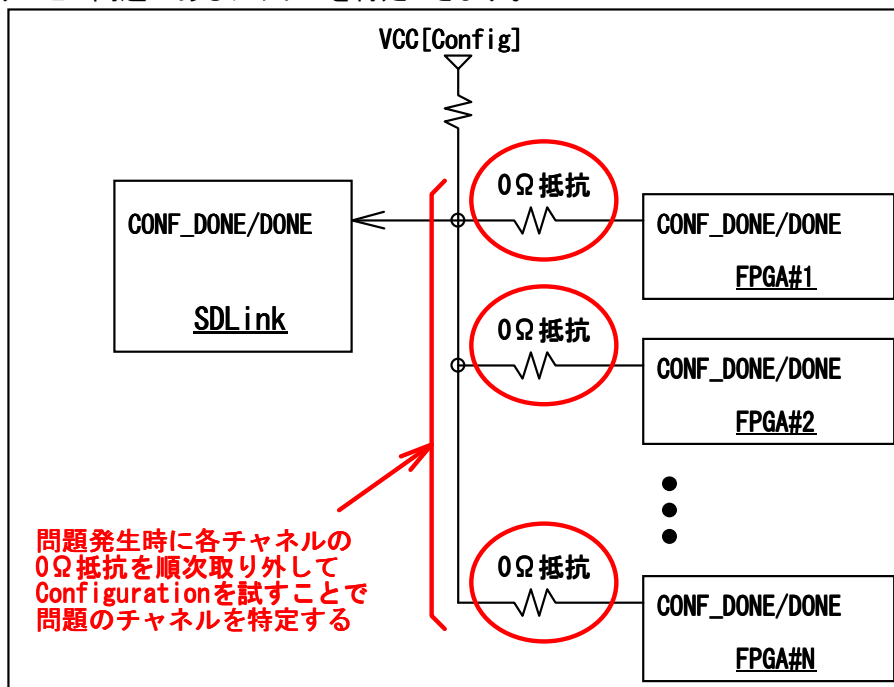 VCC[Config]
0Ω抵抗
CONF_DONE/DONE
SDLink
CONF_DONE/DONE
FPGA#1
0Ω抵抗
CONF_DONE/DONE
FPGA#2
0Ω抵抗
CONF_DONE/DONE
FPGA#N
問題発生時に各チャネルの
0Ω抵抗を順次取り外して
Configurationを試すことで
問題のチャネルを特定する